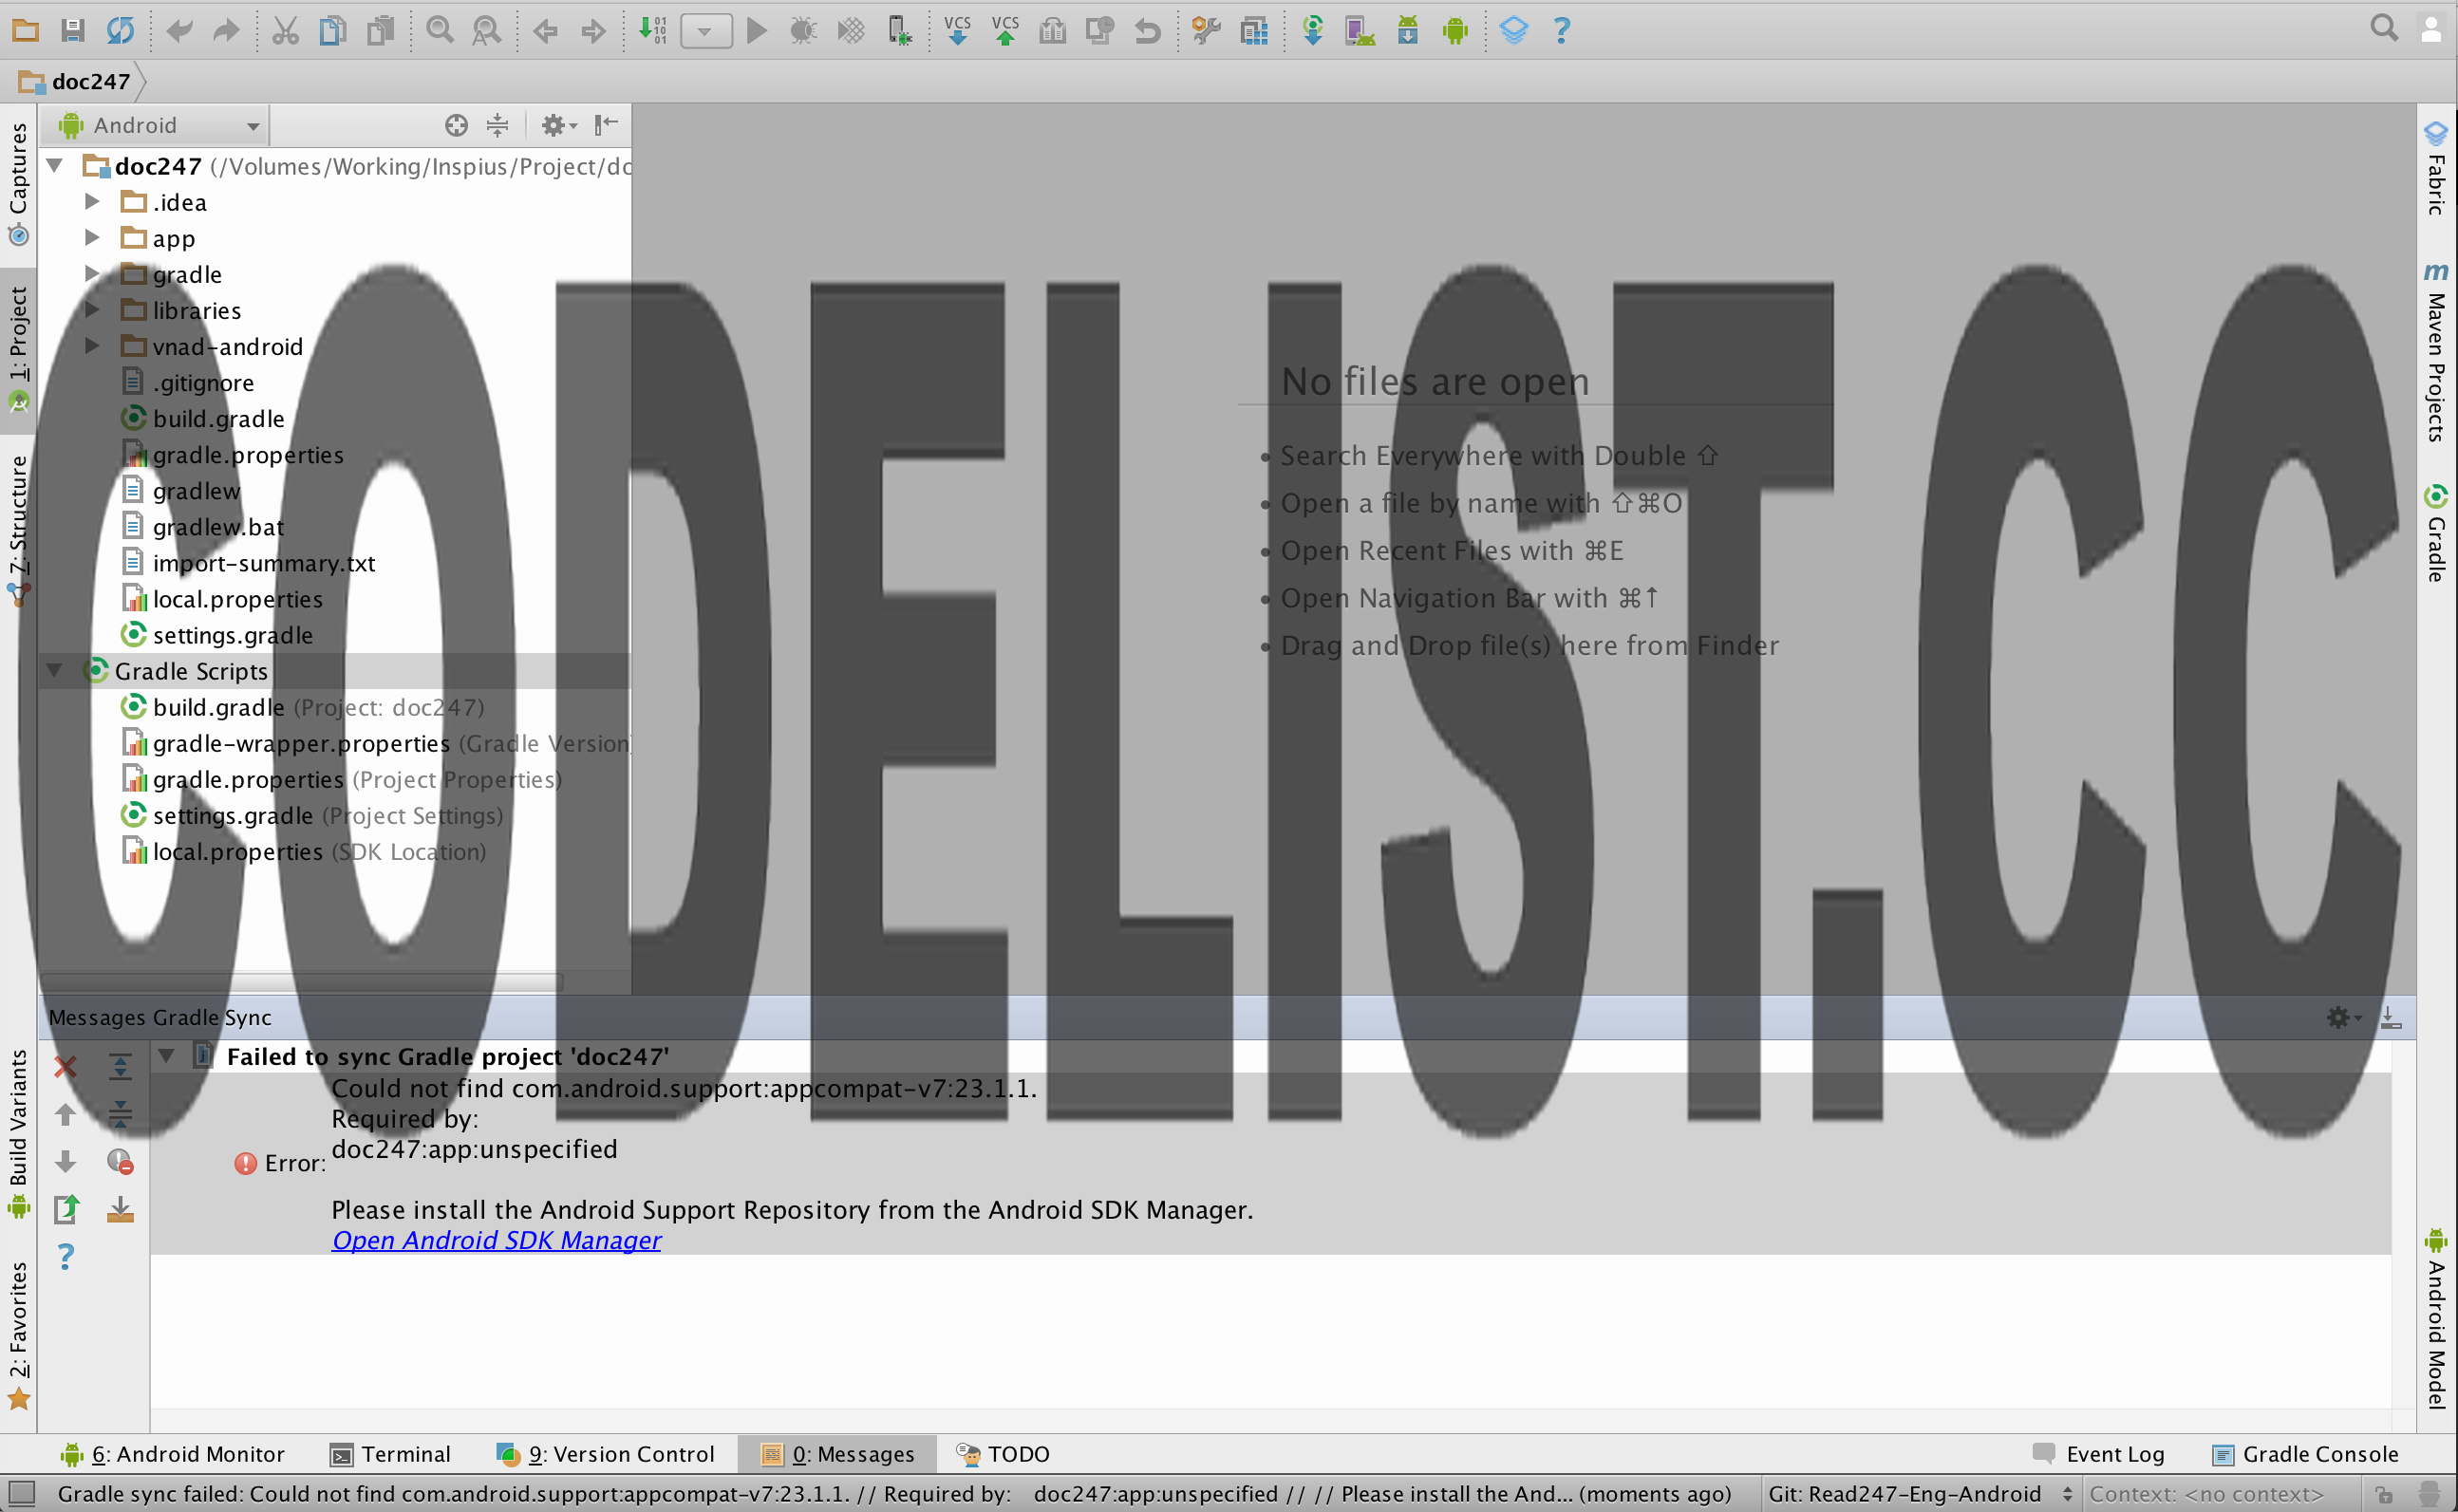 VCS VCS
doc247
Android
doc247 (/Volumes/Working/Inspius/Project/do
.idea
app
gradle
libraries
vnad-android
.gitignore
build.gradle
gradle.properties
gradlew
gradlew.bat
import-summary.txt
local.properties
settings.gradle
Gradle Scripts
build.gradle (Project: doc247)
gradle-wrapper.properties (Gradle Version)
gradle.properties (Project Properties)
settings.gradle (Project Settings)
local.properties (SDK Location)
Captures
1: Project
7: Structure
Build Variants
2: Favorites
No files are open
• Search Everywhere with Double ⇧
• Open a file by name with ⇧⌘O
• Open Recent Files with ⌘E
• Open Navigation Bar with ⌘↑
• Drag and Drop file(s) here from Finder
CODELIST.CC
Fabric
Maven Projects
Gradle
Android Model
Messages Gradle Sync
Failed to sync Gradle project 'doc247'
Could not find com.android.support:appcompat-v7:23.1.1.
Required by:
doc247:app:unspecified
Error:
Please install the Android Support Repository from the Android SDK Manager.
Open Android SDK Manager
6: Android Monitor Terminal 9: Version Control 0: Messages TODO Event Log Gradle Console
Gradle sync failed: Could not find com.android.support:appcompat-v7:23.1.1. // Required by: doc247:app:unspecified // // Please install the And... (moments ago) Git: Read247-Eng-Android Context: <no context>